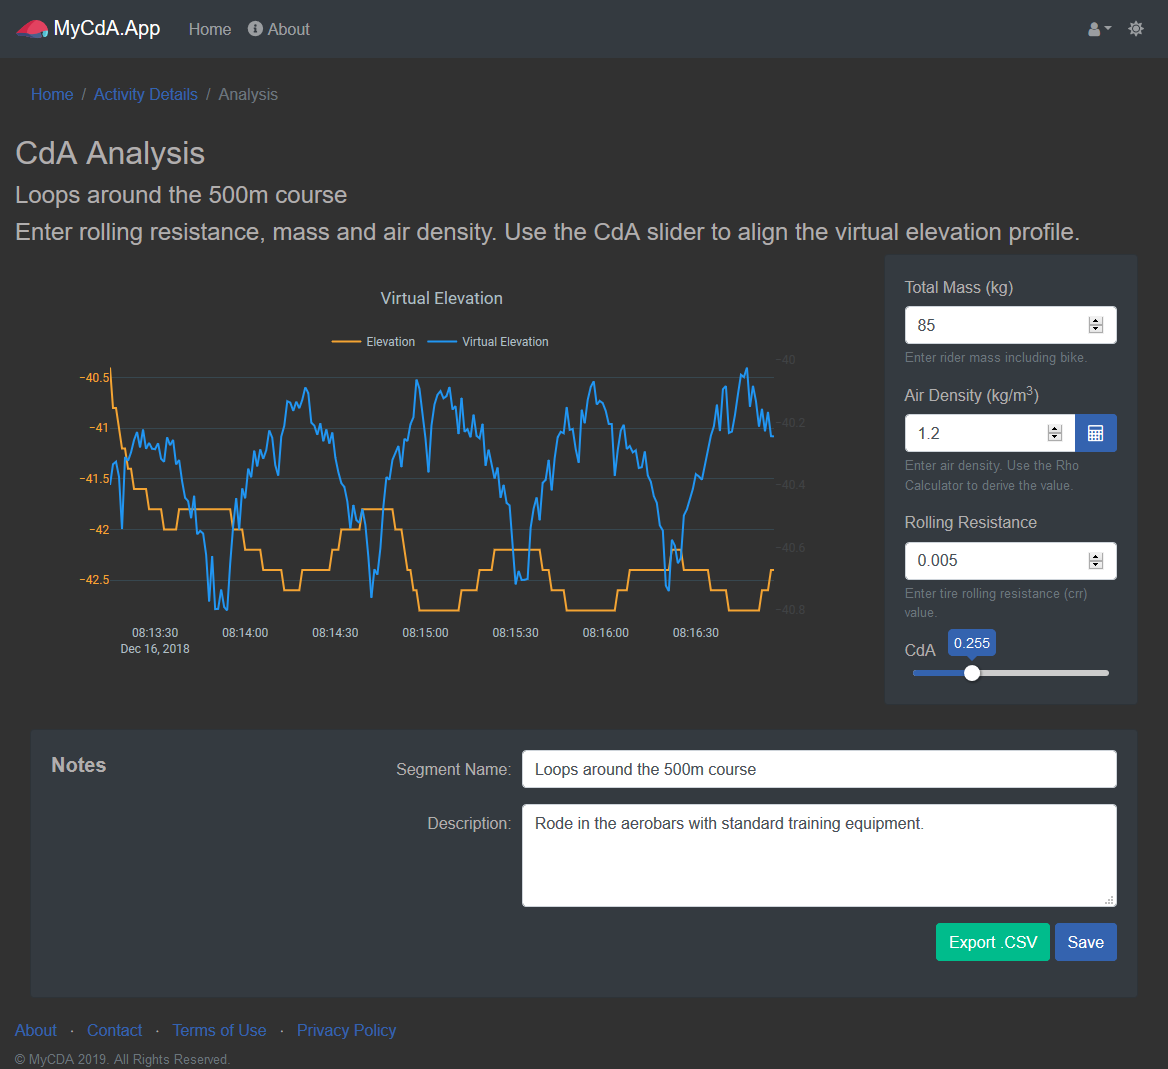 MyCdA.App Home About
Home / Activity Details / Analysis
CdA Analysis
Loops around the 500m course
Enter rolling resistance, mass and air density. Use the CdA slider to align the virtual elevation profile.
Virtual Elevation
Elevation Virtual Elevation
−40.5
−41
−41.5
−42
−42.5
−40
−40.2
−40.4
−40.6
−40.8
08:13:30 08:14:00 08:14:30 08:15:00 08:15:30 08:16:00 08:16:30
Dec 16, 2018
Total Mass (kg)
85
Enter rider mass including bike.
Air Density (kg/m³)
1.2
Enter air density. Use the Rho
Calculator to derive the value.
Rolling Resistance
0.005
Enter tire rolling resistance (crr)
value.
CdA 0.255
Notes
Segment Name: Loops around the 500m course
Description: Rode in the aerobars with standard training equipment.
Export .CSV Save
About · Contact · Terms of Use · Privacy Policy
© MyCDA 2019. All Rights Reserved.